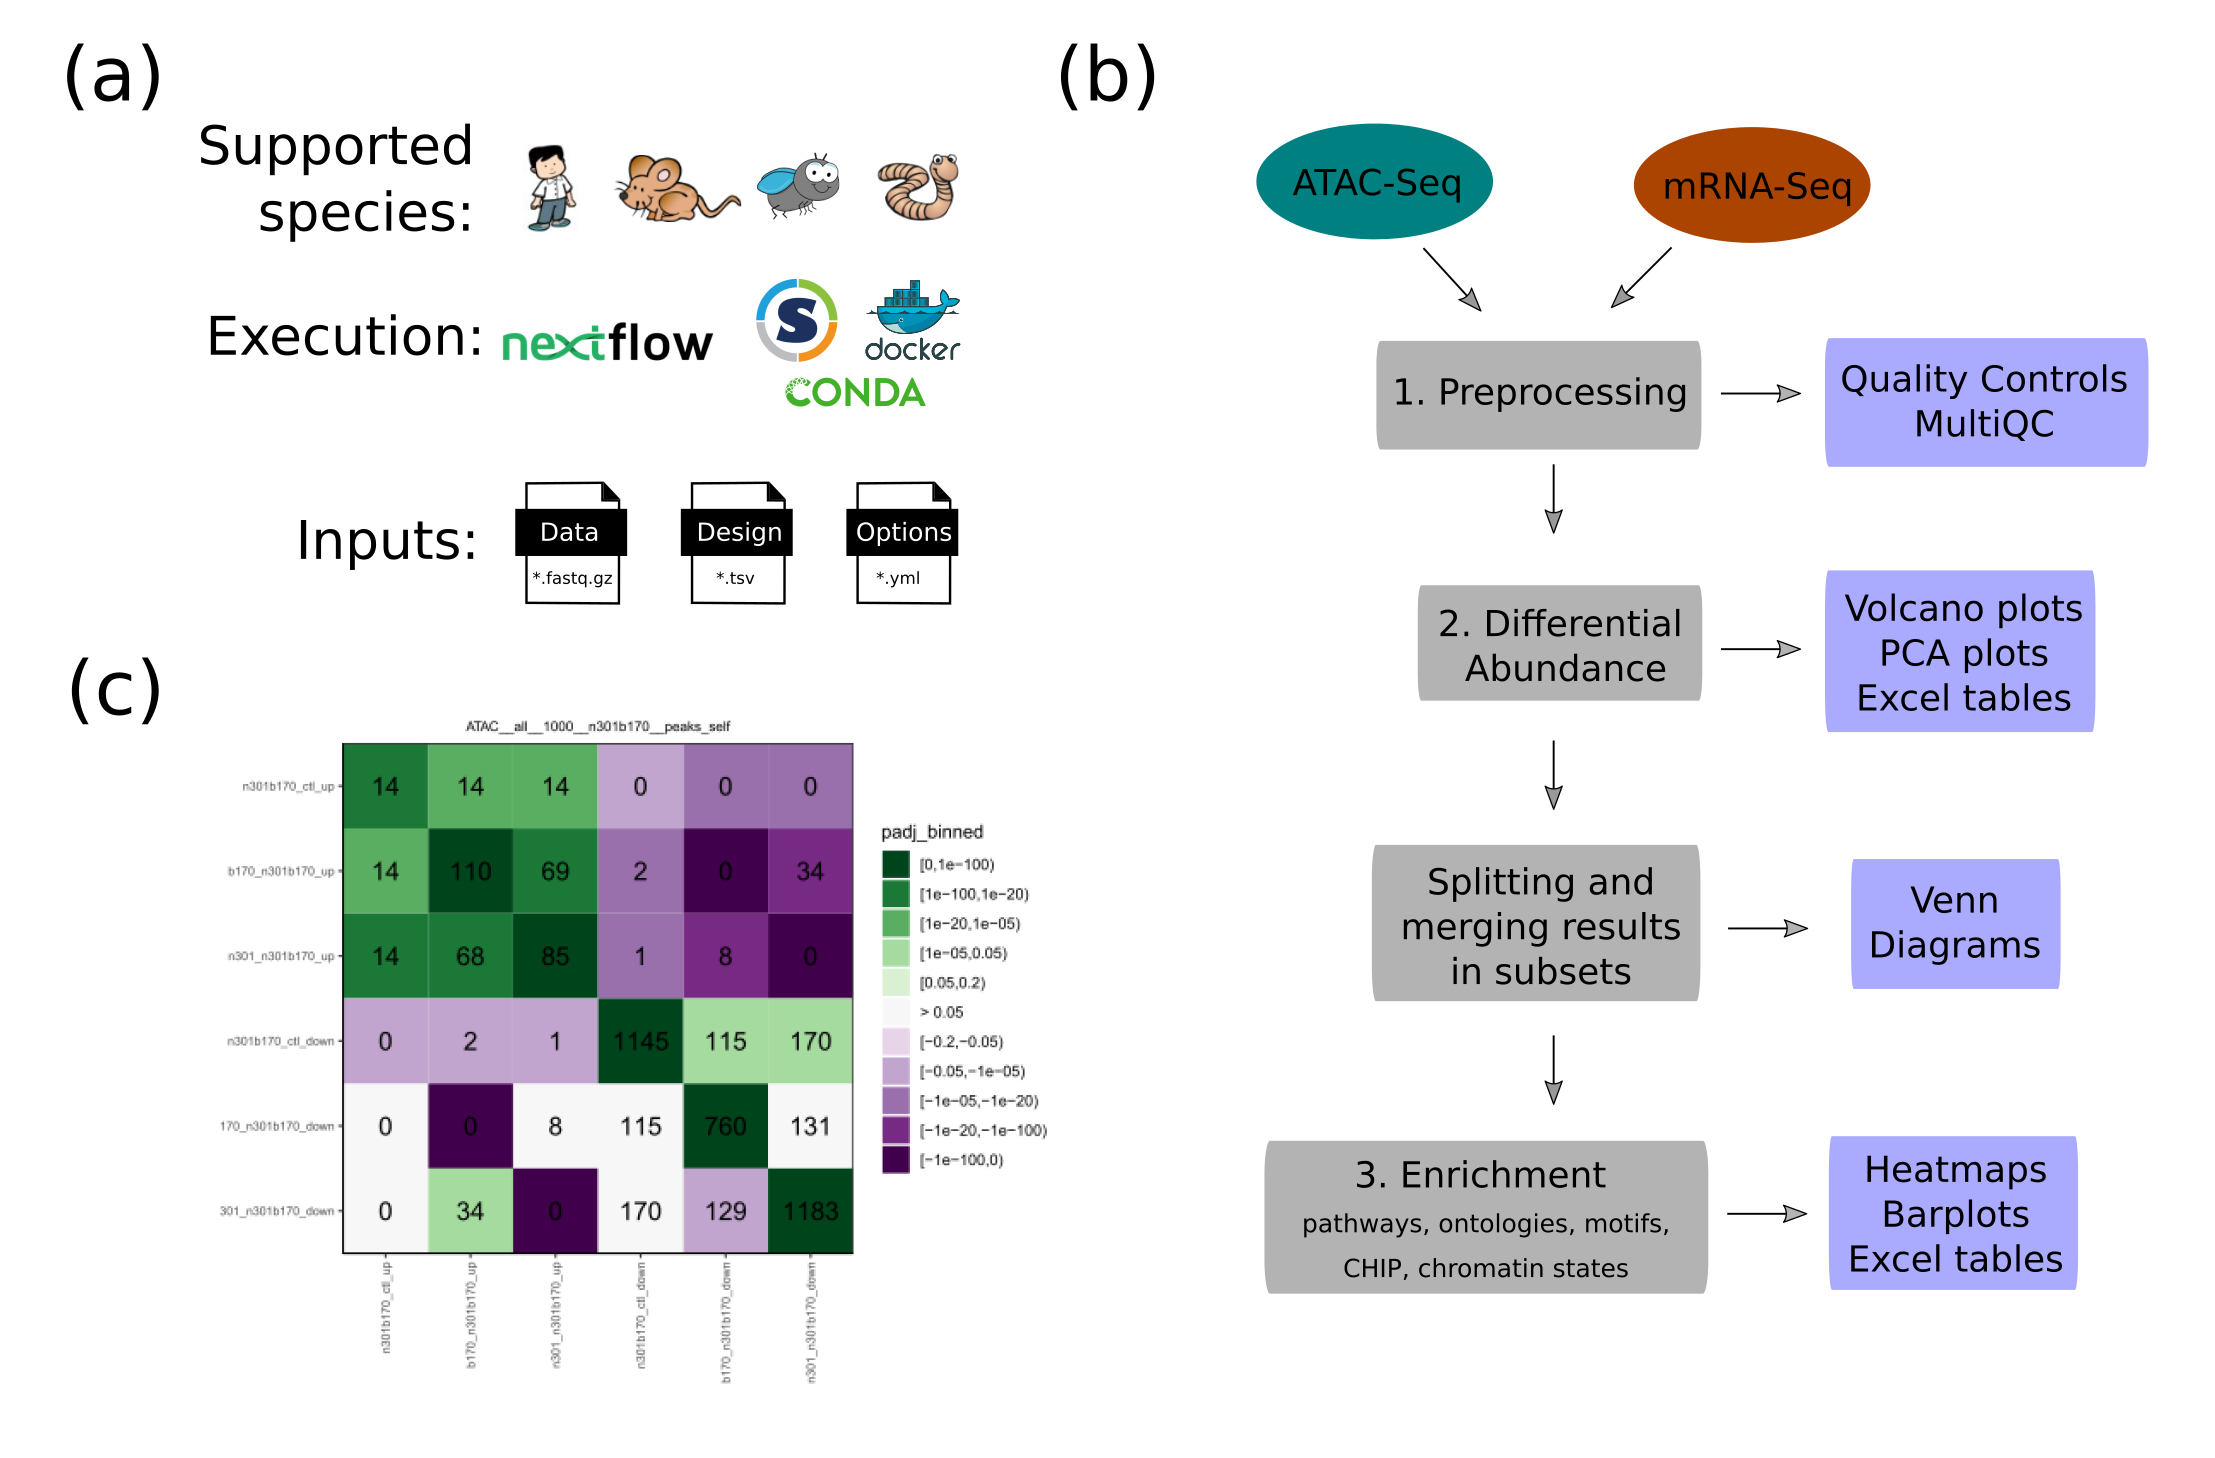 (a)
Supported
species:
Execution:
nextflow
S
docker
CONDA
Inputs:
Data
*.fastq.gz
Design
*.tsv
Options
*.yml
(b)
ATAC-Seq
mRNA-Seq
1. Preprocessing
Quality Controls
MultiQC
2. Differential
Abundance
Volcano plots
PCA plots
Excel tables
Splitting and
merging results
in subsets
Venn
Diagrams
3. Enrichment
pathways, ontologies, motifs,
CHIP, chromatin states
Heatmaps
Barplots
Excel tables
(c)
ATAC__all__1000__n301b170__peaks_self
n301b170_ctl_up 14 14 14 0 0 0
b170_n301b170_up 14 110 69 2 0 34
n301_n301b170_up 14 68 85 1 8 0
n301b170_ctl_down 0 2 1 1145 115 170
170_n301b170_down 0 0 8 115 760 131
301_n301b170_down 0 34 0 170 129 1183
n301b170_ctl_up
b170_n301b170_up
n301_n301b170_up
n301b170_ctl_down
b170_n301b170_down
n301_n301b170_down
padj_binned
[0,1e−100)
[1e−100,1e−20)
[1e−20,1e−05)
[1e−05,0.05)
[0.05,0.2)
> 0.05
[−0.2,−0.05)
[−0.05,−1e−05)
[−1e−05,−1e−20)
[−1e−20,−1e−100)
[−1e−100,0)